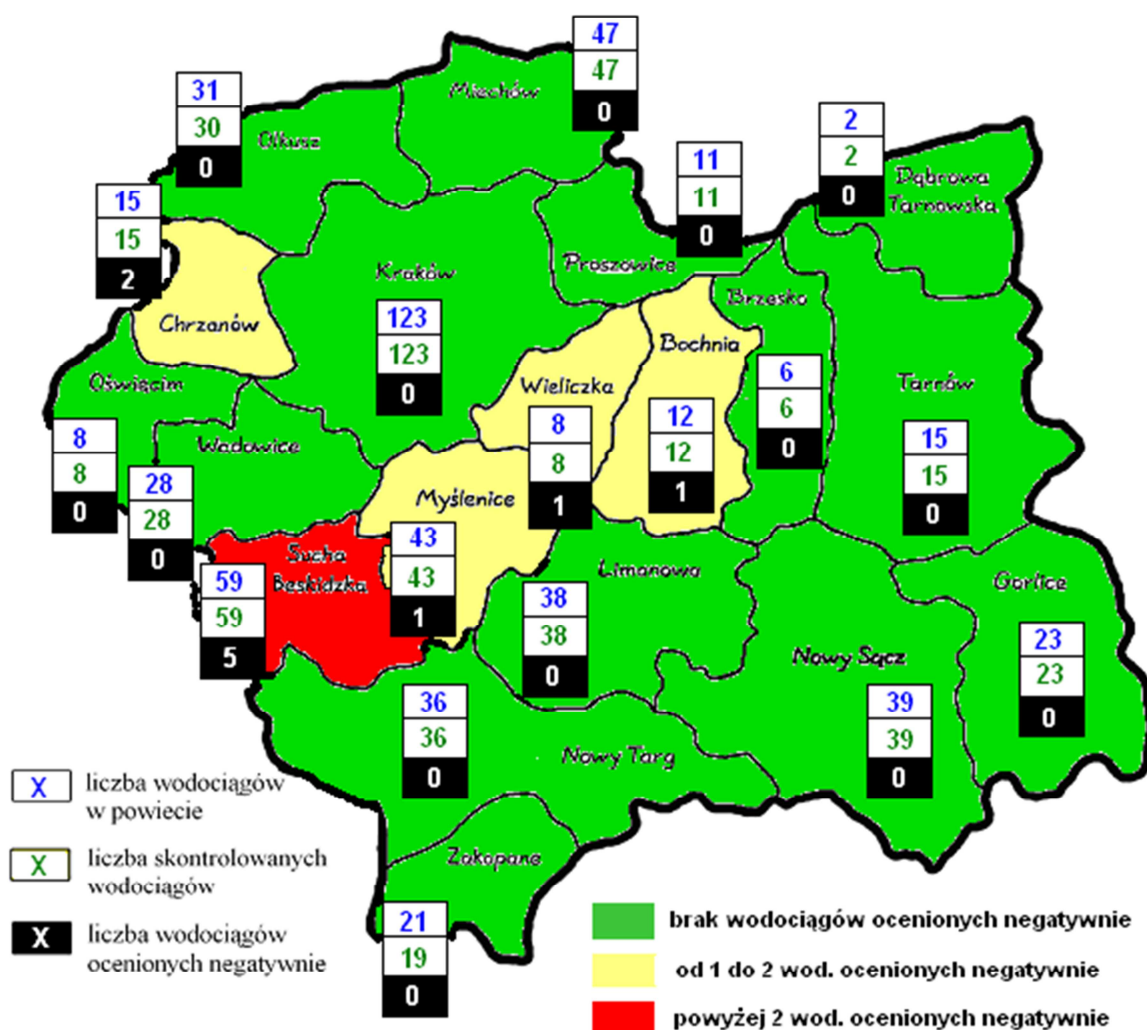 47
47
0
Miechów
31
30
0
Olkusz
2
2
0
Dąbrowa
Tarnowska
11
11
0
Proszowice
15
15
2
Chrzanów
Kraków
123
123
0
Brzesko
6
6
0
Bochnia
12
12
1
Wieliczka
8
8
1
Tarnów
15
15
0
Oświęcim
8
8
0
Wadowice
28
28
0
Myślenice
43
43
1
Sucha
Beskidzka
59
59
5
Limanowa
38
38
0
Gorlice
23
23
0
Nowy Sącz
39
39
0
36
36
0
Nowy Targ
Zakopane
21
19
0
X liczba wodociągów
w powiecie
X liczba skontrolowanych
wodociągów
X liczba wodociągów
ocenionych negatywnie
brak wodociągów ocenionych negatywnie
od 1 do 2 wod. ocenionych negatywnie
powyżej 2 wod. ocenionych negatywnie